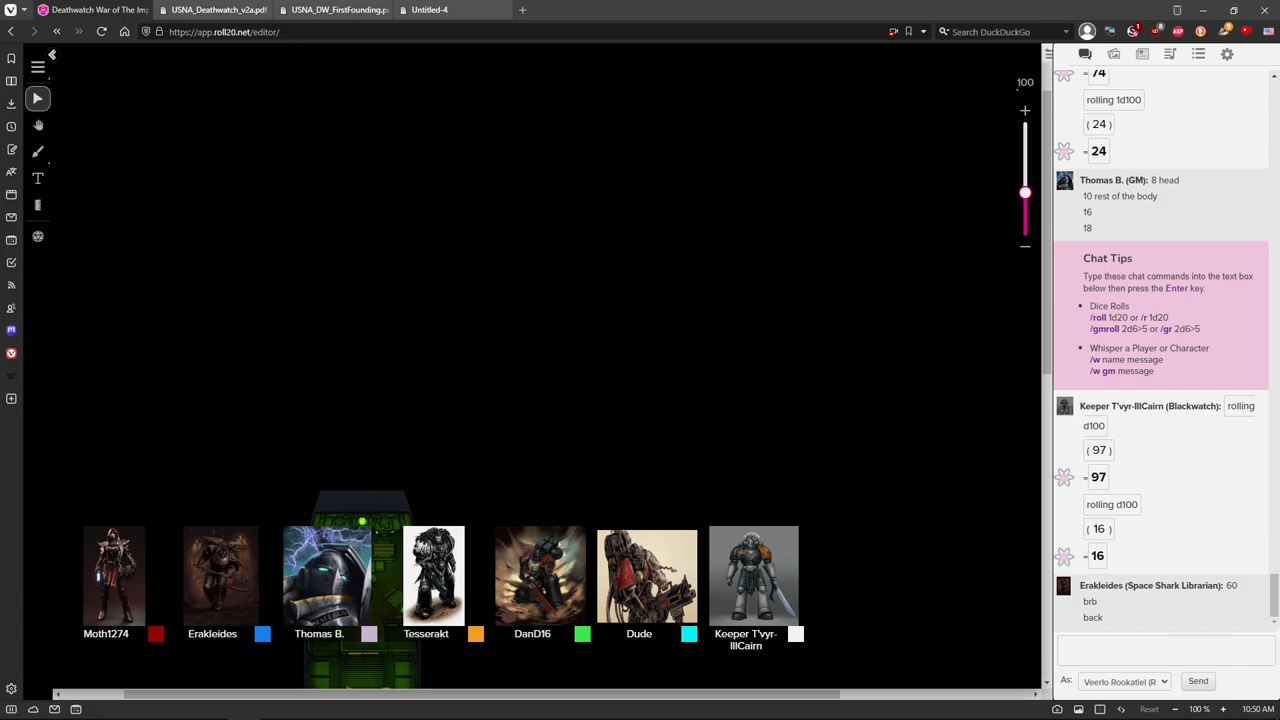 Deathwatch War of The Imp
USNA_Deathwatch_v2a.pdf
USNA_DW_FirstFounding.p
Untitled-4
https://app.roll20.net/editor/
Search DuckDuckGo
100
= 74
rolling 1d100
( 24 )
= 24
Thomas B. (GM): 8 head
10 rest of the body
16
18
Chat Tips
Type these chat commands into the text box
below then press the Enter key.
Dice Rolls
/roll 1d20 or /r 1d20
/gmroll 2d6>5 or /gr 2d6>5
Whisper a Player or Character
/w name message
/w gm message
Keeper T'vyr-IllCairn (Blackwatch): rolling
d100
( 97 )
= 97
rolling d100
( 16 )
= 16
Erakleides (Space Shark Librarian): 60
brb
back
Moth1274
Erakleides
Thomas B.
Tesserakt
DanD16
Dude
Keeper T'vyr-
IllCairn
As:
Veerlo Rookatiel (R
Send
Reset
100 %
10:50 AM